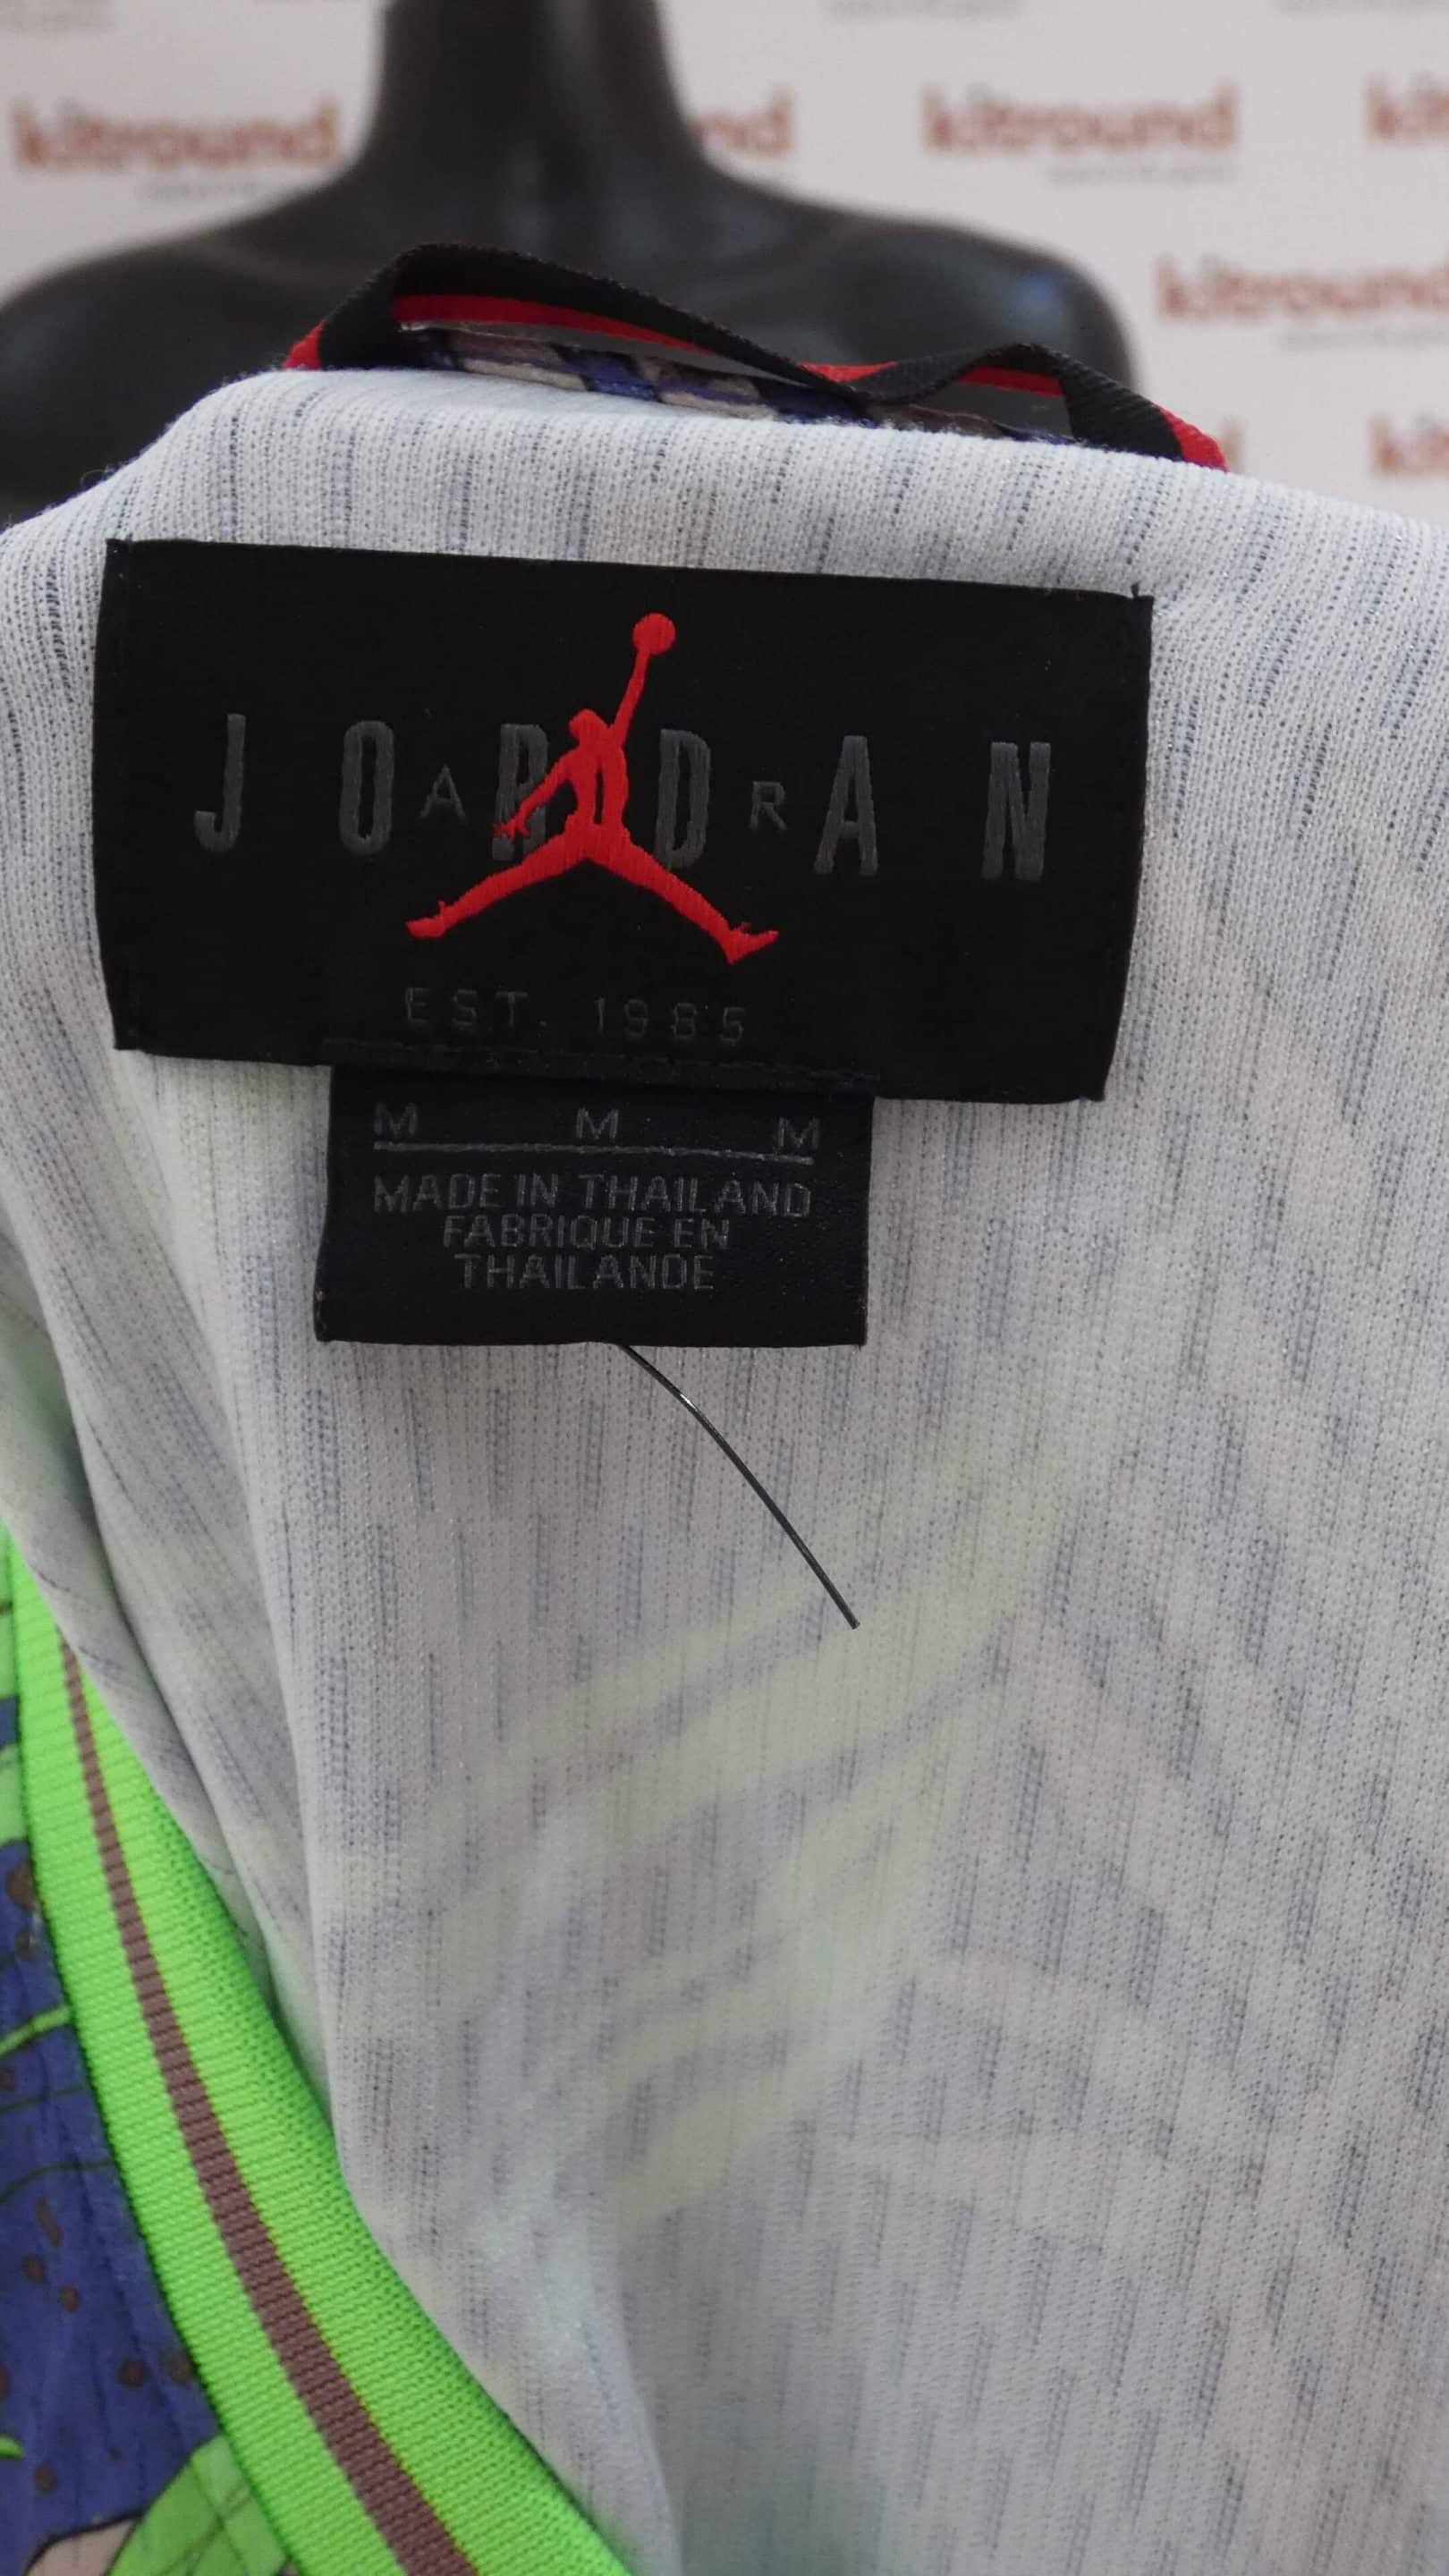 kitround
kitround
kitround
JORDAN
AIR
EST. 1985
M M M
MADE IN THAILAND
FABRIQUE EN
THAILANDE